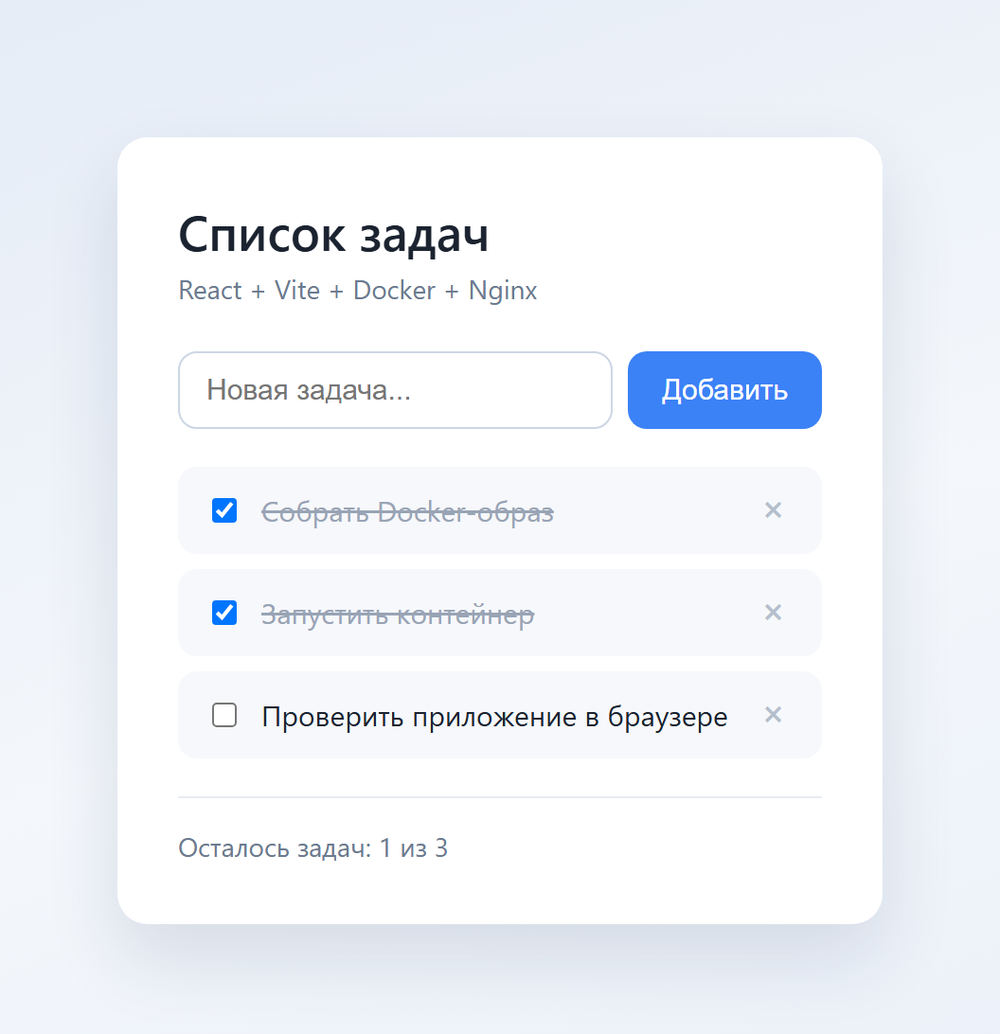 Список задач
React + Vite + Docker + Nginx
Новая задача...
Добавить
Собрать Docker-образ
Запустить контейнер
Проверить приложение в браузере
Осталось задач: 1 из 3